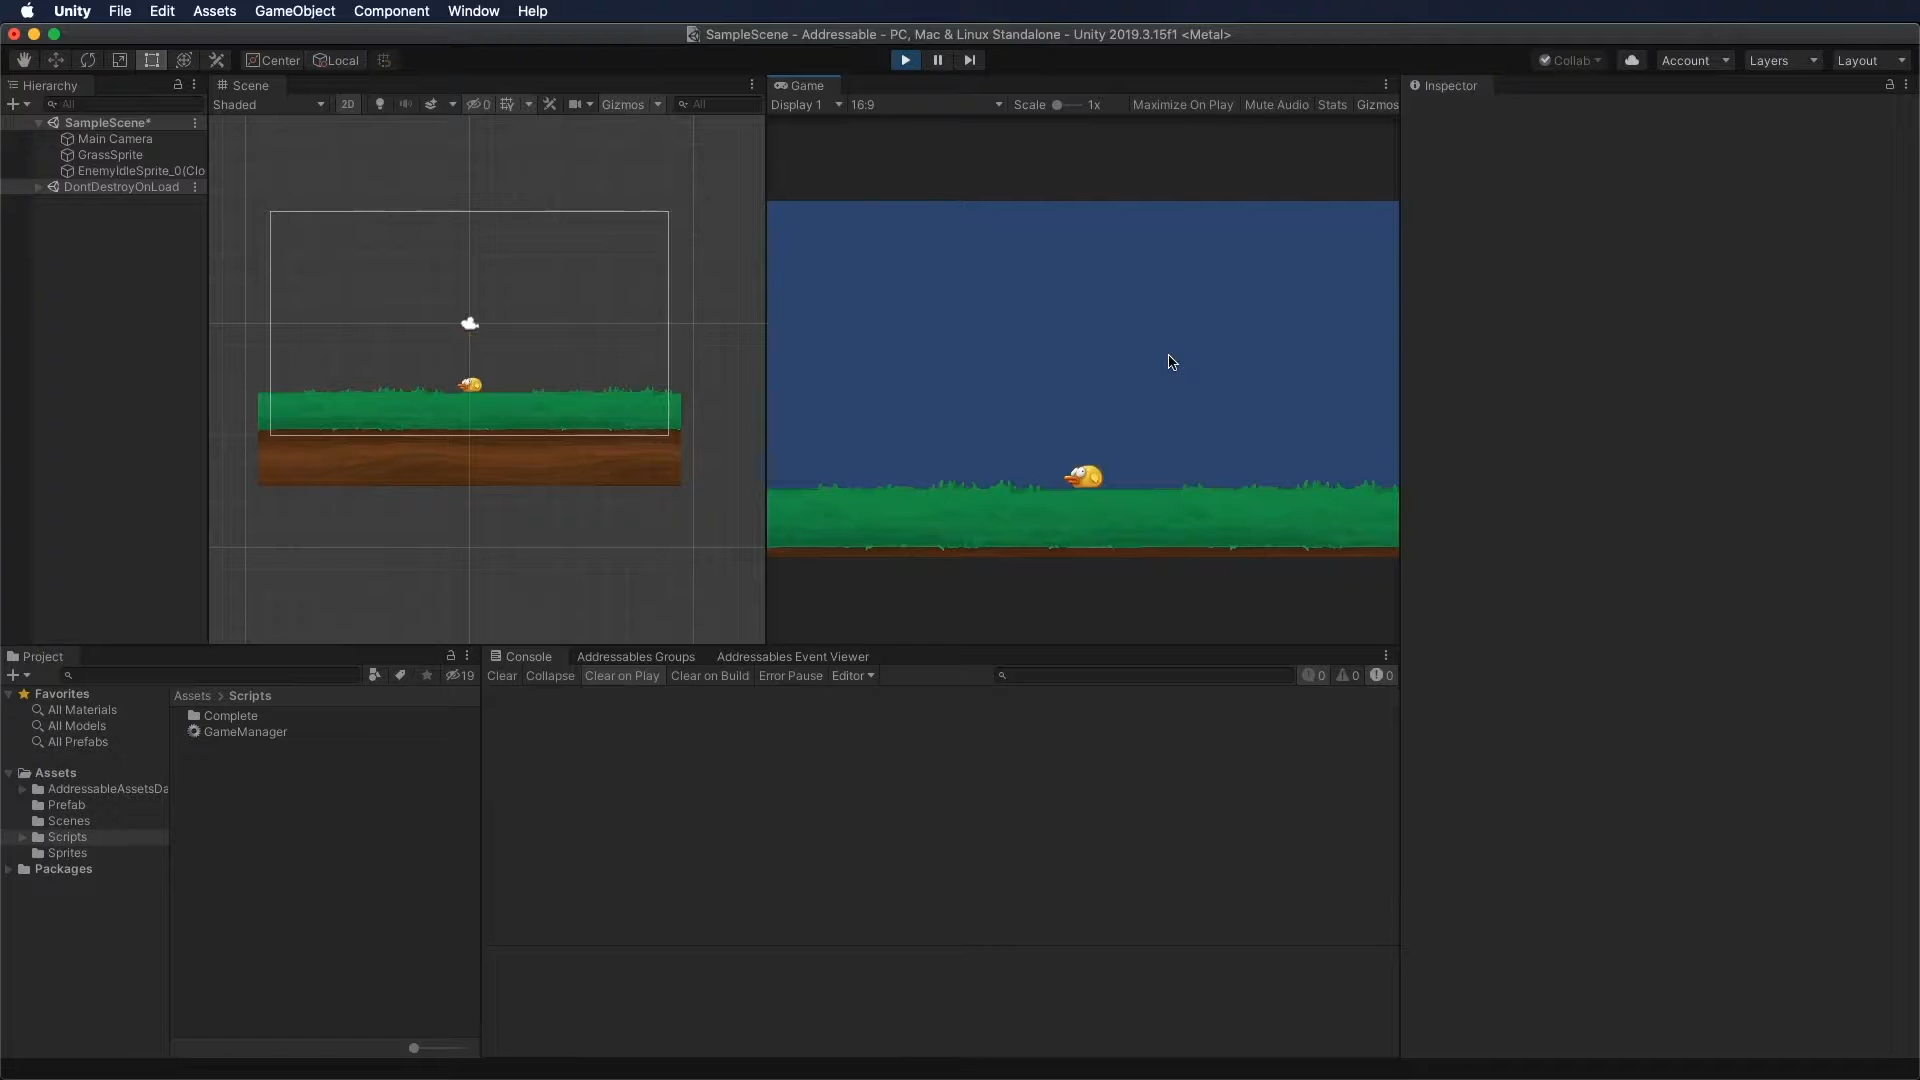 Unity File Edit Assets GameObject Component Window Help
SampleScene - Addressable - PC, Mac & Linux Standalone - Unity 2019.3.15f1 <Metal>
Center Local Collab Account Layers Layout
Hierarchy
All
SampleScene*
Main Camera
GrassSprite
EnemyIdleSprite_0(Clo
DontDestroyOnLoad
Scene
Shaded 2D 0 Gizmos All
Game
Display 1 16:9 Scale 1x Maximize On Play Mute Audio Stats Gizmos
Inspector
Project
19
Favorites
All Materials
All Models
All Prefabs
Assets
AddressableAssetsDa
Prefab
Scenes
Scripts
Sprites
Packages
Assets > Scripts
Complete
GameManager
Console Addressables Groups Addressables Event Viewer
Clear Collapse Clear on Play Clear on Build Error Pause Editor 0 0 0